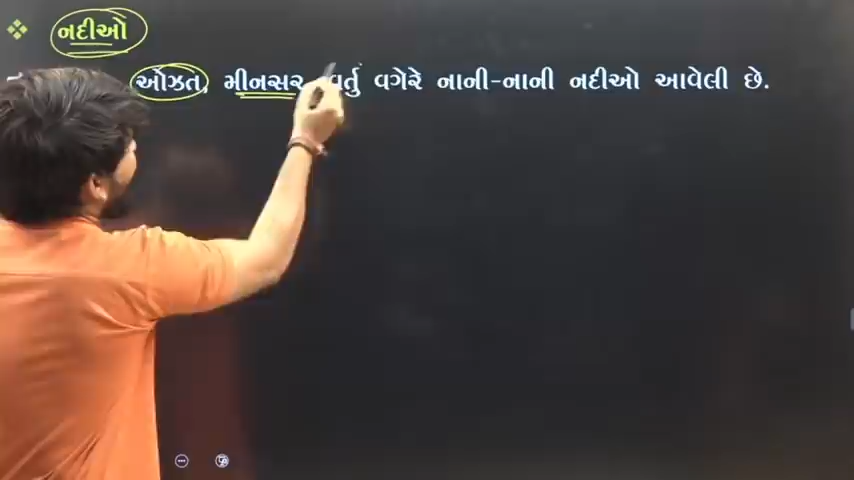 નદીઓ
ઓઝત, મીનસર વર્તુ વગેરે નાની-નાની નદીઓ આવેલી છે.